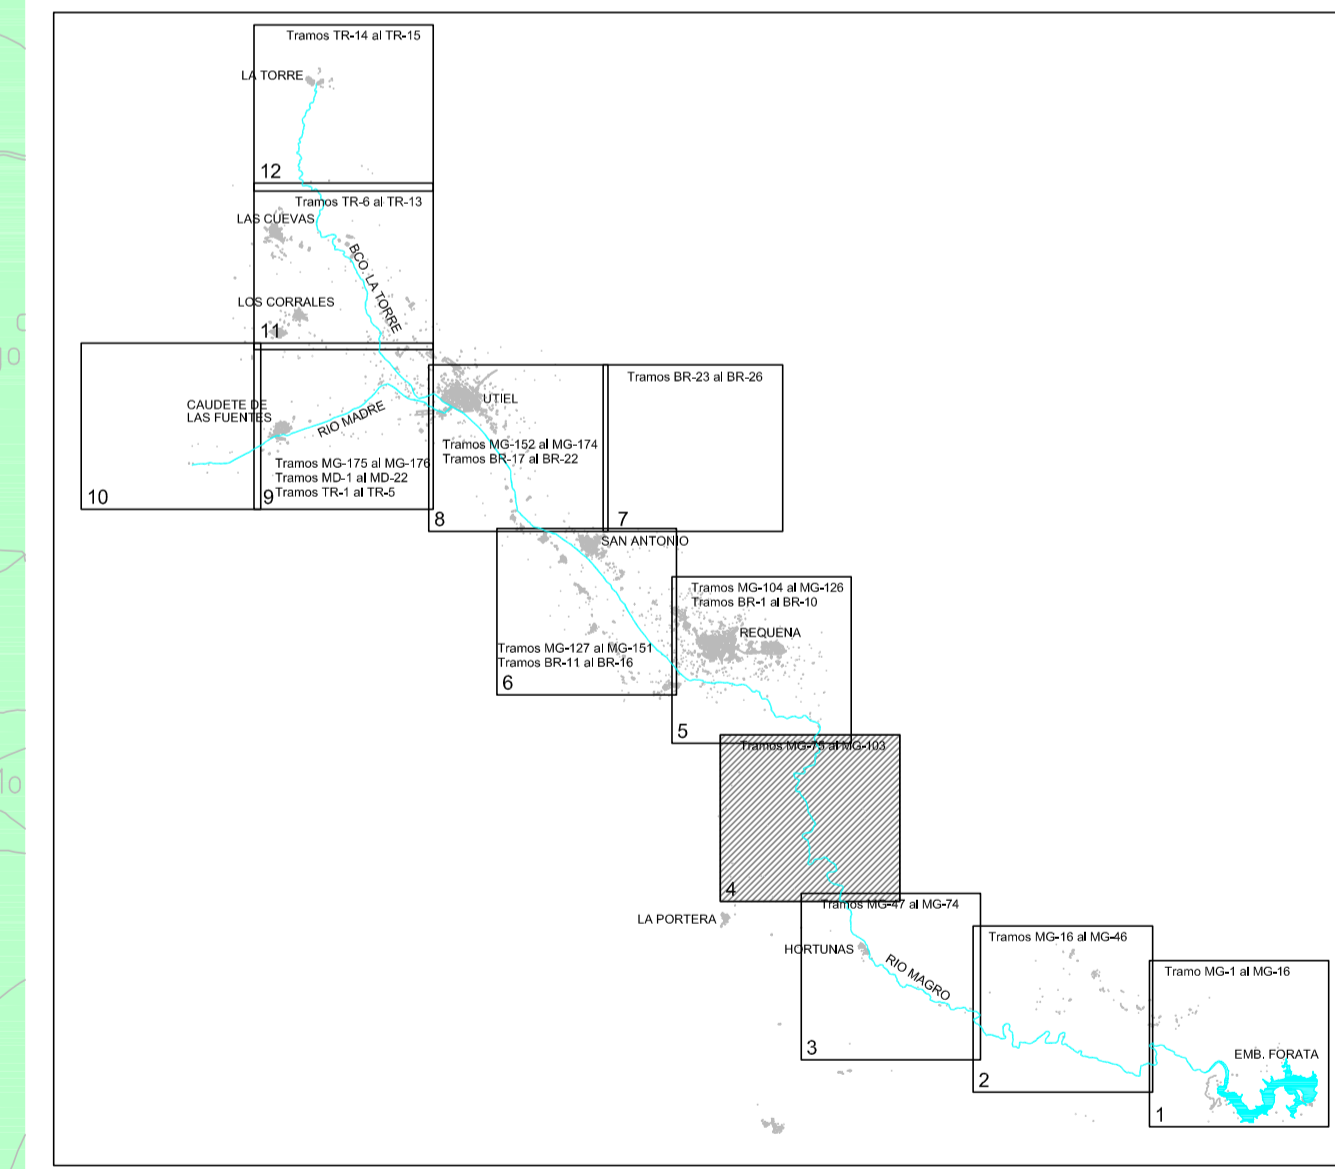 Tramos TR-14 al TR-15
LA TORRE
12
Tramos TR-6 al TR-13
LAS CUEVAS
BCO. LA TORRE
LOS CORRALES
11
Tramos BR-23 al BR-26
CAUDETE DE
LAS FUENTES
RIO MADRE
UTIEL
Tramos MG-152 al MG-174
Tramos BR-17 al BR-22
Tramos MG-175 al MG-176
Tramos MD-1 al MD-22
Tramos TR-1 al TR-5
10
9
8
7
SAN ANTONIO
Tramos MG-104 al MG-126
Tramos BR-1 al BR-10
REQUENA
Tramos MG-127 al MG-151
Tramos BR-11 al BR-16
6
5
Tramos MG-75 al MG-103
4
Tramos MG-47 al MG-74
LA PORTERA
HORTUNAS
RIO MAGRO
Tramos MG-16 al MG-46
Tramo MG-1 al MG-16
3
EMB. FORATA
2
1